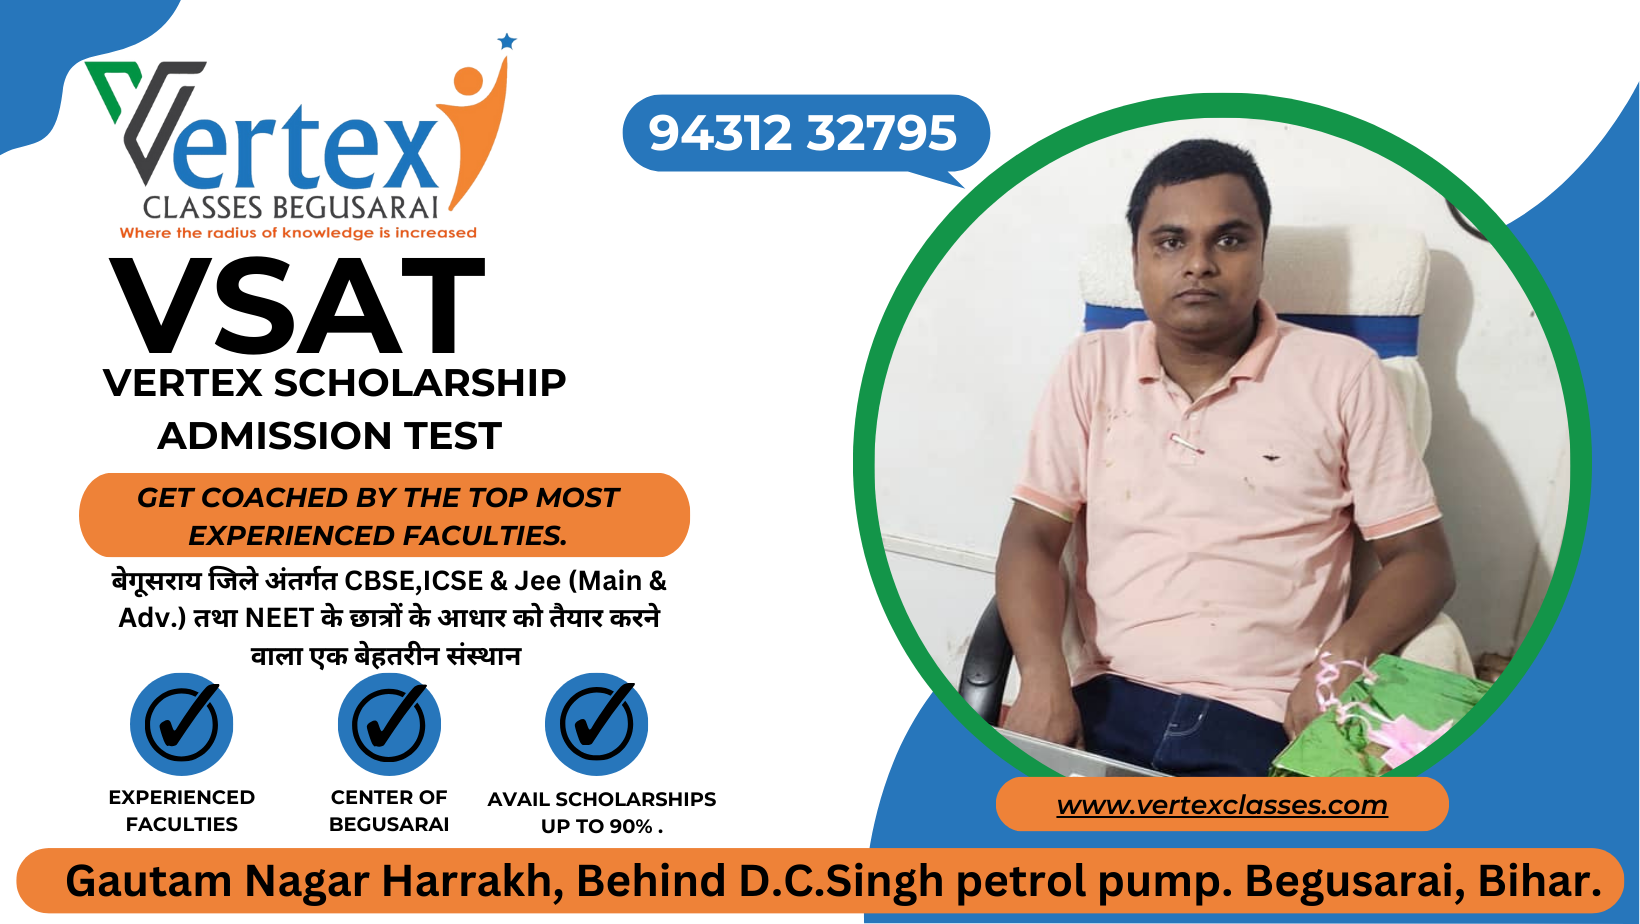 Vertex
CLASSES BEGUSARAI
Where the radius of knowledge is increased
94312 32795
VSAT
VERTEX SCHOLARSHIP
ADMISSION TEST
GET COACHED BY THE TOP MOST
EXPERIENCED FACULTIES.
बेगूसराय जिले अंतर्गत CBSE,ICSE & Jee (Main &
Adv.) तथा NEET के छात्रों के आधार को तैयार करने
वाला एक बेहतरीन संस्थान
EXPERIENCED
FACULTIES
CENTER OF
BEGUSARAI
AVAIL SCHOLARSHIPS
UP TO 90% .
www.vertexclasses.com
Gautam Nagar Harrakh, Behind D.C.Singh petrol pump. Begusarai, Bihar.